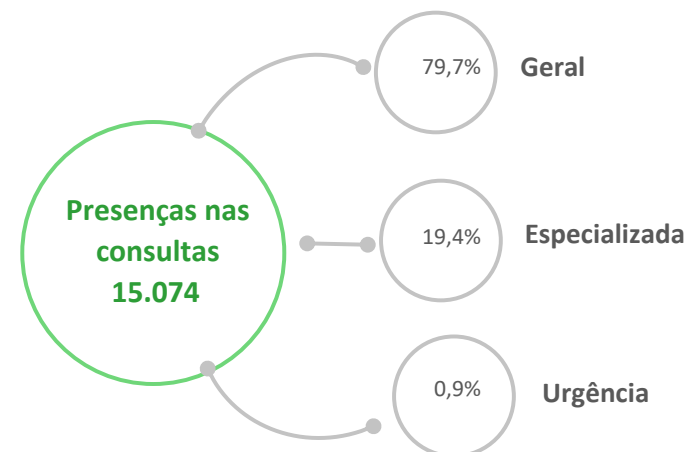 Presenças nas
consultas
15.074
79,7% Geral
19,4% Especializada
0,9% Urgência